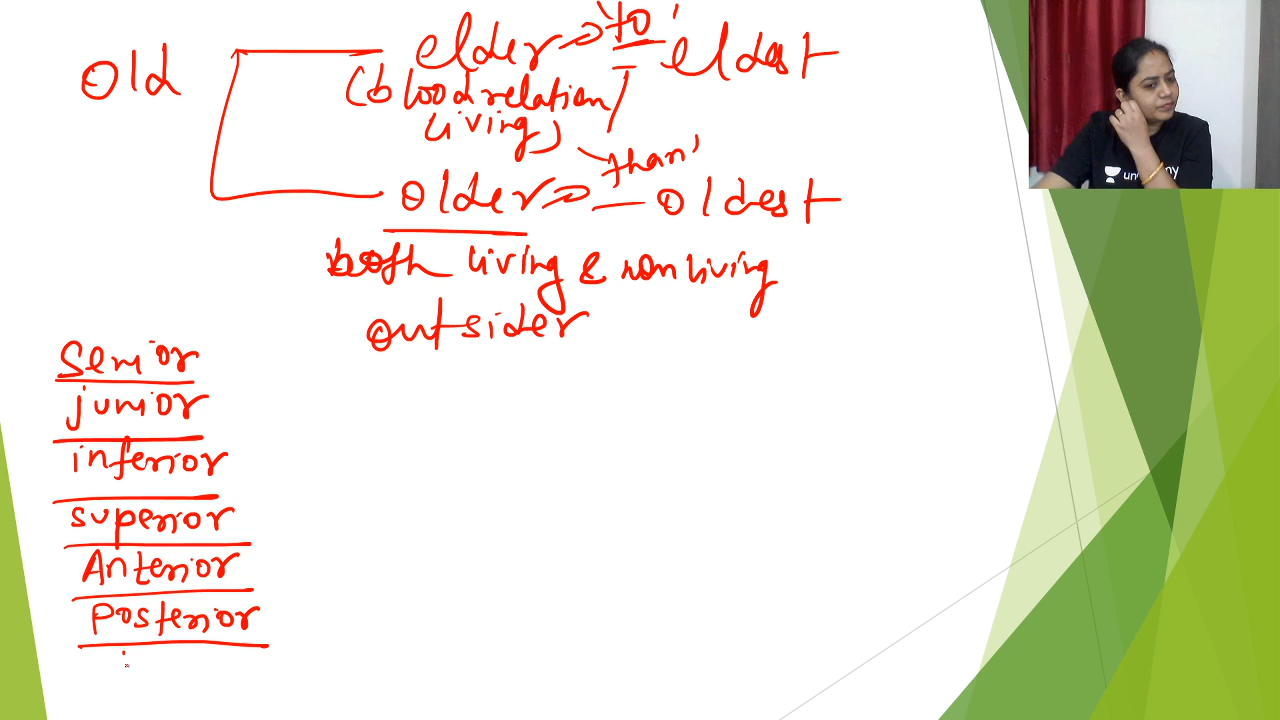 old
elder → 'to' eldest
(blood relation/
living)
'than'
older → — oldest
both living & non living
outsider
Senior
junior
inferior
superior
Anterior
Posterior